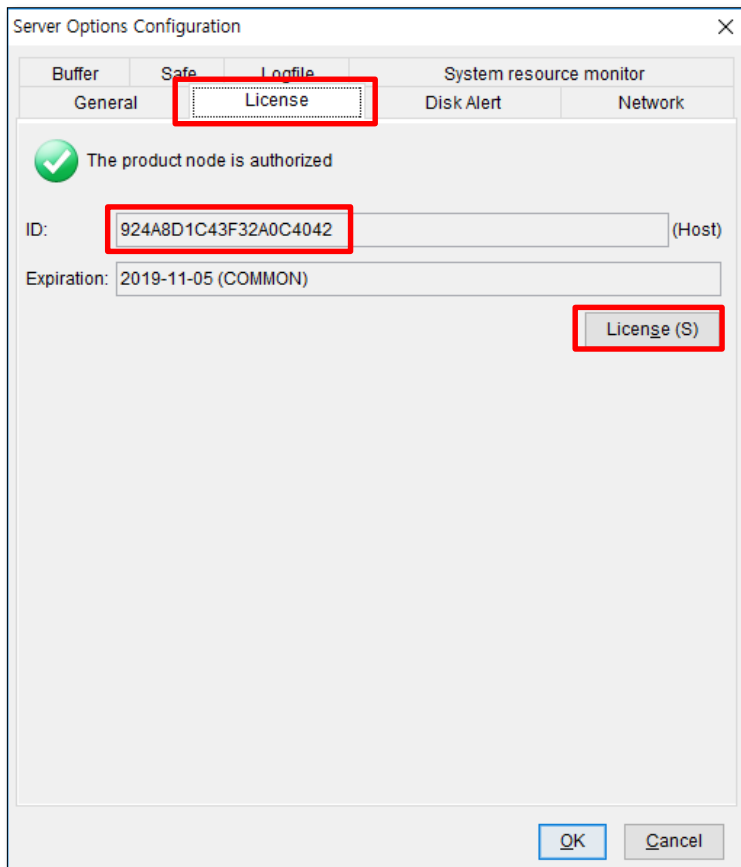 Server Options Configuration
Buffer Safe Logfile System resource monitor
General License Disk Alert Network
The product node is authorized
ID: 924A8D1C43F32A0C4042 (Host)
Expiration: 2019-11-05 (COMMON)
License (S)
OK Cancel